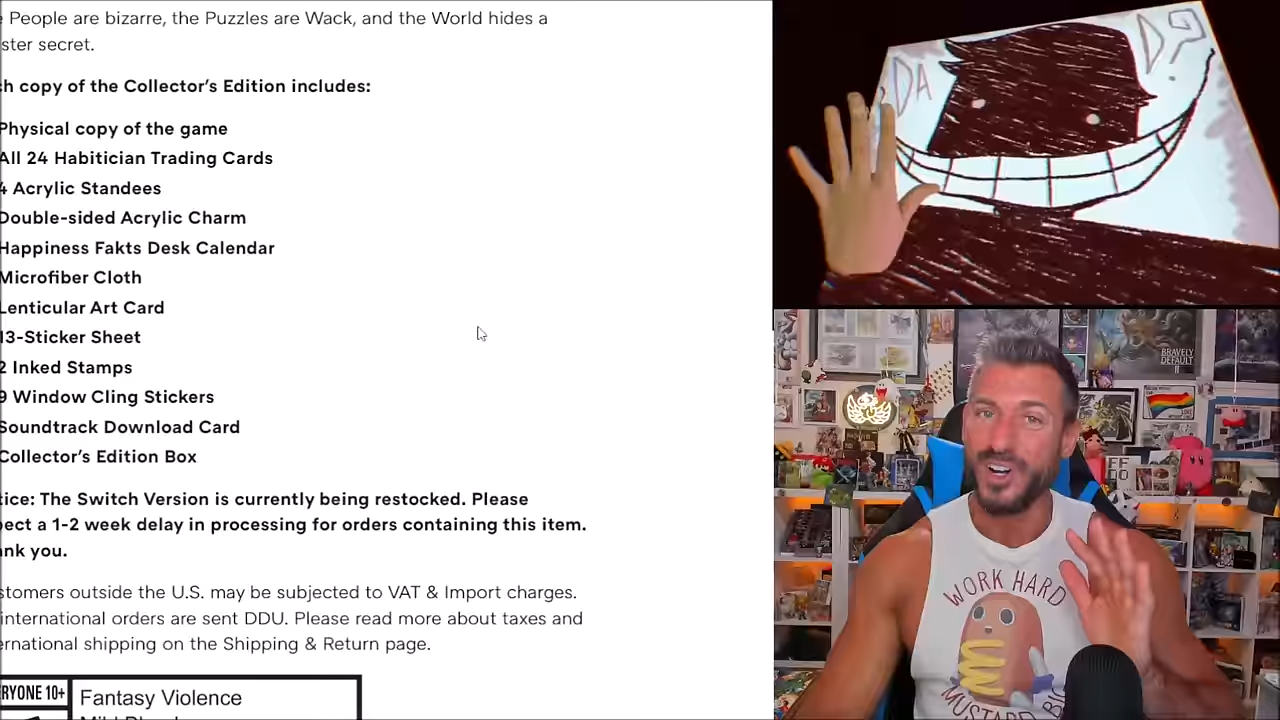 People are bizarre, the Puzzles are Wack, and the World hides a
ster secret.
ch copy of the Collector's Edition includes:
Physical copy of the game
All 24 Habitician Trading Cards
4 Acrylic Standees
Double-sided Acrylic Charm
Happiness Fakts Desk Calendar
Microfiber Cloth
Lenticular Art Card
13-Sticker Sheet
2 Inked Stamps
9 Window Cling Stickers
Soundtrack Download Card
Collector's Edition Box
tice: The Switch Version is currently being restocked. Please
pect a 1-2 week delay in processing for orders containing this item.
ank you.
stomers outside the U.S. may be subjected to VAT & Import charges.
international orders are sent DDU. Please read more about taxes and
ernational shipping on the Shipping & Return page.
RYONE 10+
Fantasy Violence
DA
D?
BRAVELY
DEFAULT
II
WORK HARD
MUSTARD